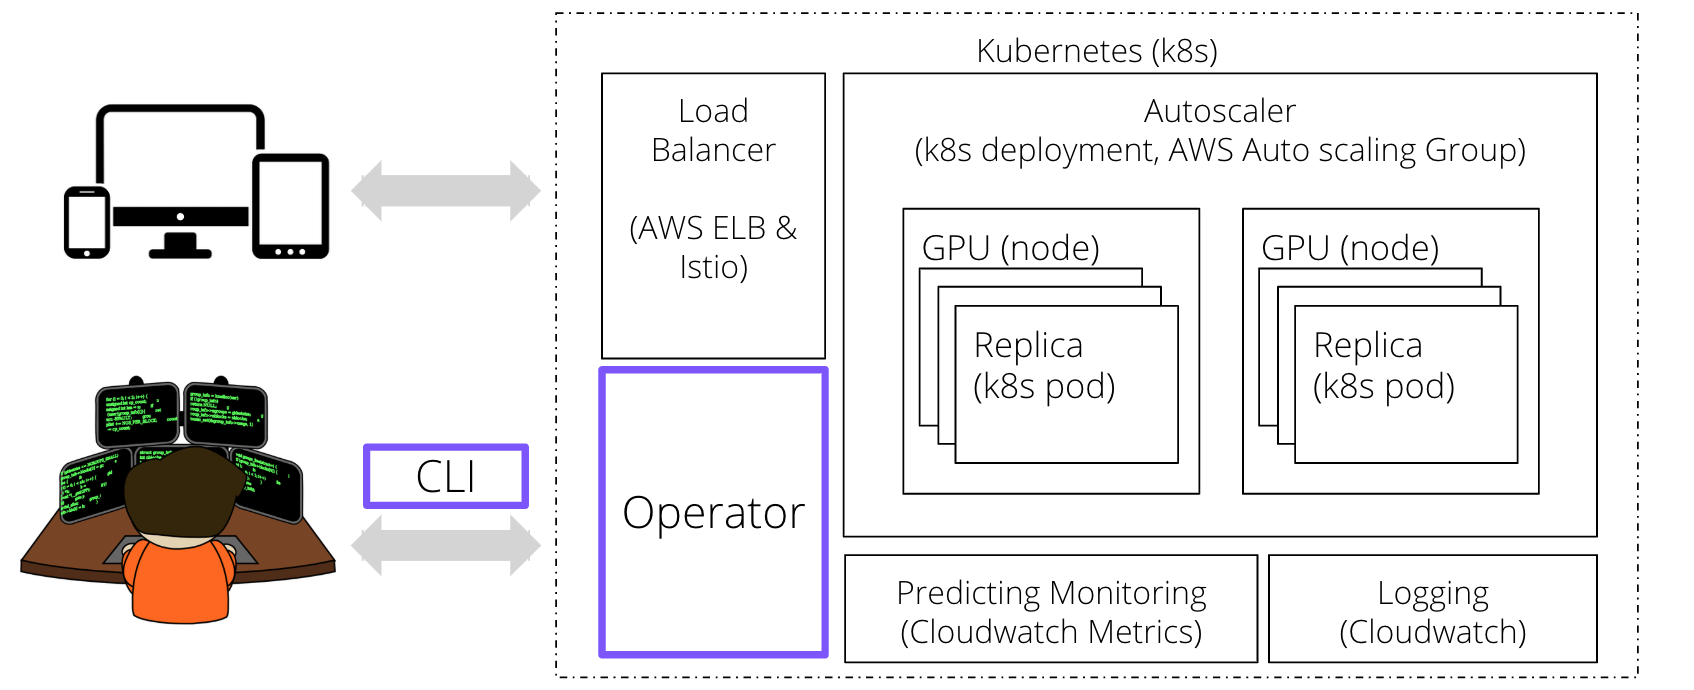 Kubernetes (k8s)
Load
Balancer
(AWS ELB &
Istio)
Autoscaler
(k8s deployment, AWS Auto scaling Group)
GPU (node)
Replica
(k8s pod)
GPU (node)
Replica
(k8s pod)
CLI
Operator
Predicting Monitoring
(Cloudwatch Metrics)
Logging
(Cloudwatch)